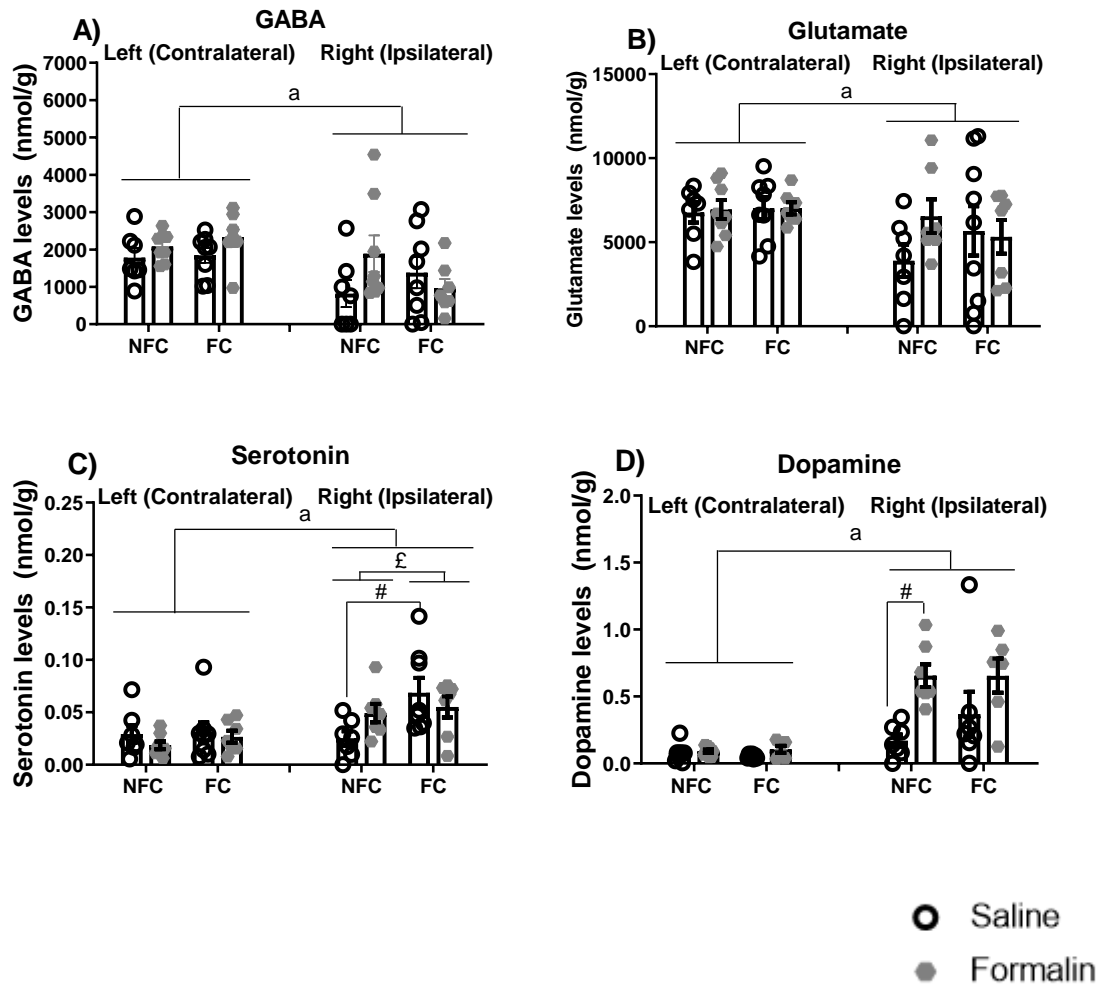 A)
GABA
Left (Contralateral) Right (Ipsilateral)
GABA levels (nmol/g)
7000
6000
5000
4000
3000
2000
1000
0
a
NFC FC NFC FC
B)
Glutamate
Left (Contralateral) Right (Ipsilateral)
Glutamate levels (nmol/g)
15000
10000
5000
0
a
NFC FC NFC FC
C)
Serotonin
Left (Contralateral) Right (Ipsilateral)
Serotonin levels (nmol/g)
0.25
0.20
0.15
0.10
0.05
0.00
a
£
#
NFC FC NFC FC
D)
Dopamine
Left (Contralateral) Right (Ipsilateral)
Dopamine levels (nmol/g)
2.0
1.5
1.0
0.5
0.0
a
#
NFC FC NFC FC
Saline
Formalin